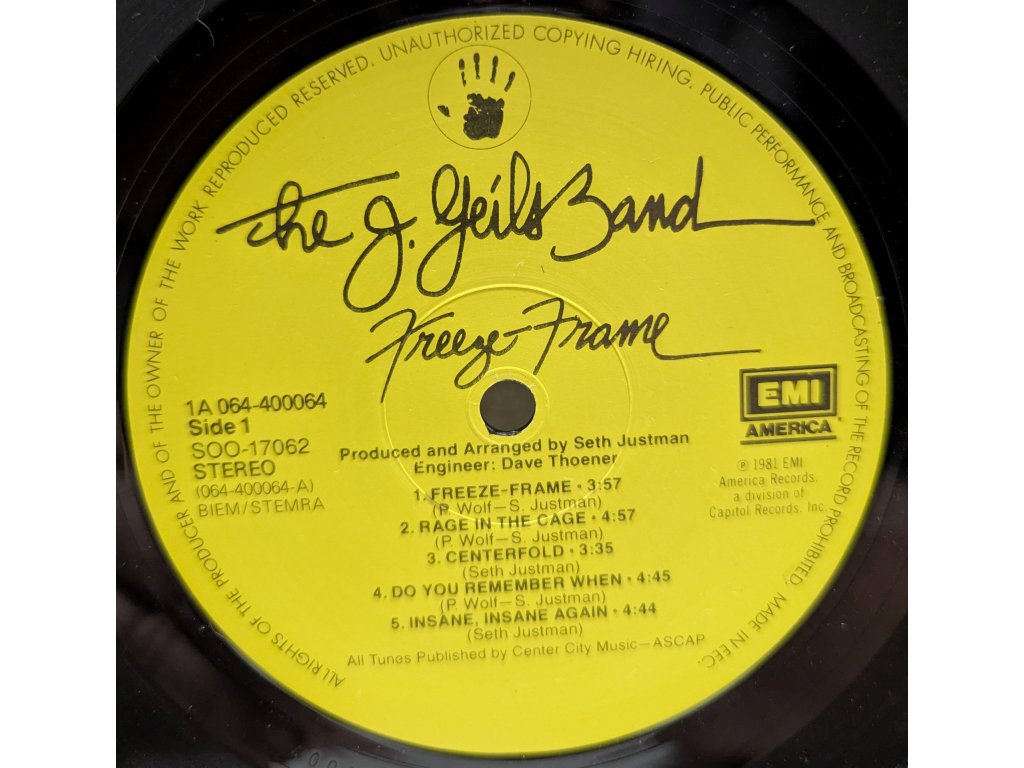 ALL RIGHTS OF THE PRODUCER AND OF THE OWNER OF THE WORK REPRODUCED RESERVED. UNAUTHORIZED COPYING HIRING. PUBLIC PERFORMANCE AND BROADCASTING OF THE RECORD PROHIBITED. MADE IN EEC.
The J. Geils Band
Freeze-Frame
1A 064-400064
Side 1
SOO-17062
STEREO
(064-400064-A)
BIEM/STEMRA
EMI
AMERICA
℗ 1981 EMI
America Records,
a division of
Capitol Records, Inc.
Produced and Arranged by Seth Justman
Engineer: Dave Thoener
1. FREEZE-FRAME • 3:57
(P. Wolf—S. Justman)
2. RAGE IN THE CAGE • 4:57
(P. Wolf—S. Justman)
3. CENTERFOLD • 3:35
(Seth Justman)
4. DO YOU REMEMBER WHEN • 4:45
(P. Wolf—S. Justman)
5. INSANE, INSANE AGAIN • 4:44
(Seth Justman)
All Tunes Published by Center City Music—ASCAP